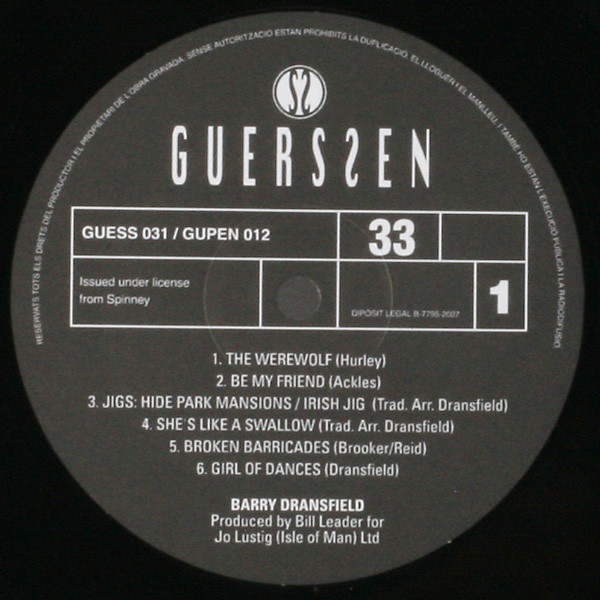 RESERVATS TOTS ELS DRETS DEL PRODUCTOR I EL PROPIETARI DE L'OBRA GRAVADA. SENSE AUTORITZACIO ESTAN PROHIBITS LA DUPLICACIO, EL LLOGUER I EL MANLLEU, I TAMBE HO ESTAN L'EXECUCIO PUBLICA I LA RADIODIFUSIO
GUERSSEN
GUESS 031 / GUPEN 012
33
Issued under license
from Spinney
DIPÒSIT LEGAL B-7795-2007
1
1. THE WEREWOLF (Hurley)
2. BE MY FRIEND (Ackles)
3. JIGS: HIDE PARK MANSIONS / IRISH JIG (Trad. Arr. Dransfield)
4. SHE´S LIKE A SWALLOW (Trad. Arr. Dransfield)
5. BROKEN BARRICADES (Brooker/Reid)
6. GIRL OF DANCES (Dransfield)
BARRY DRANSFIELD
Produced by Bill Leader for
Jo Lustig (Isle of Man) Ltd